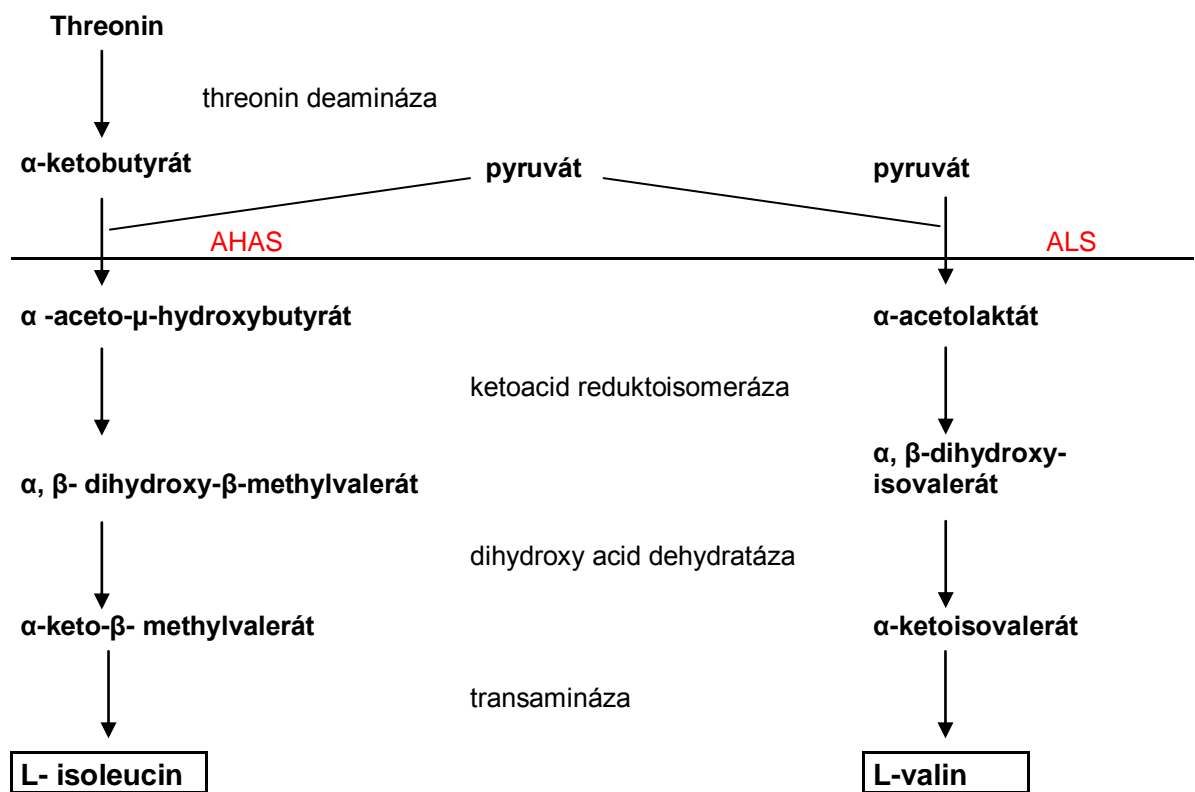 Threonin
threonin deamináza
α-ketobutyrát
pyruvát
pyruvát
AHAS
ALS
α -aceto-µ-hydroxybutyrát
α-acetolaktát
ketoacid reduktoisomeráza
α, β- dihydroxy-β-methylvalerát
α, β-dihydroxy-
isovalerát
dihydroxy acid dehydratáza
α-keto-β- methylvalerát
α-ketoisovalerát
transamináza
L- isoleucin
L-valin